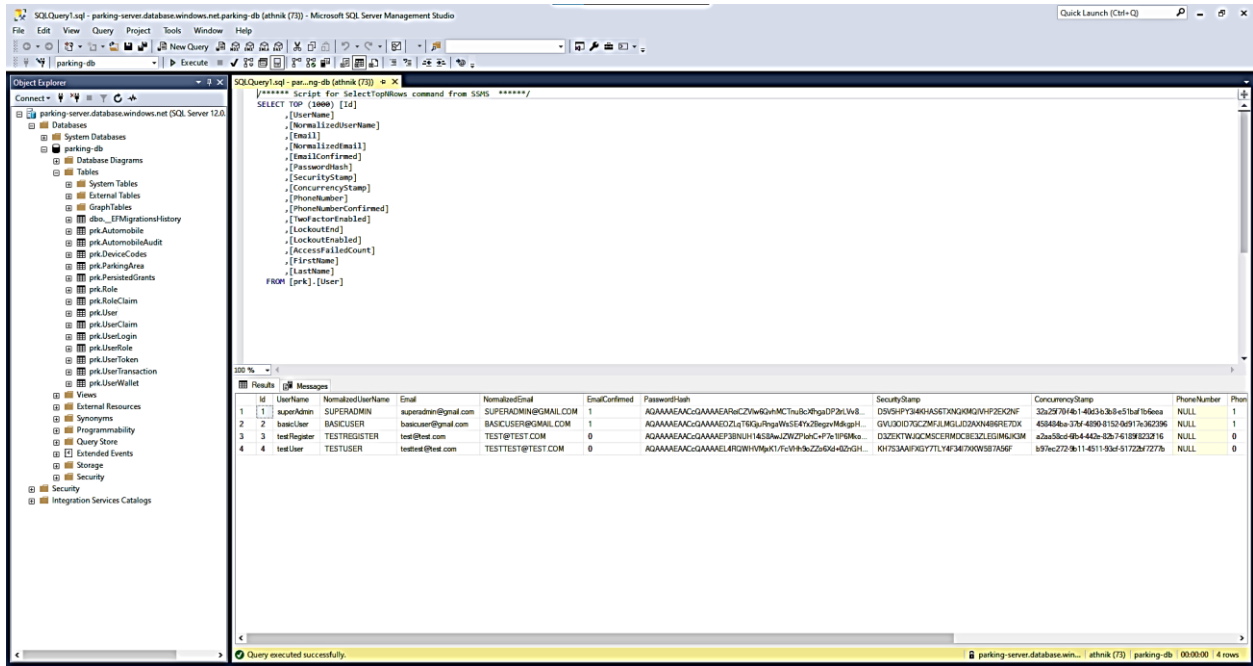 SQLQuery1.sql - parking-server.database.windows.net.parking-db (athnik (73)) - Microsoft SQL Server Management Studio
Quick Launch (Ctrl+Q)
File Edit View Query Project Tools Window Help
New Query
parking-db
Execute
Object Explorer
Connect
parking-server.database.windows.net (SQL Server 12.0.
Databases
System Databases
parking-db
Database Diagrams
Tables
System Tables
External Tables
GraphTables
dbo.__EFMigrationsHistory
prk.Automobile
prk.AutomobileAudit
prk.DeviceCodes
prk.ParkingArea
prk.PersistedGrants
prk.Role
prk.RoleClaim
prk.User
prk.UserClaim
prk.UserLogin
prk.UserRole
prk.UserToken
prk.UserTransaction
prk.UserWallet
Views
External Resources
Synonyms
Programmability
Query Store
Extended Events
Storage
Security
Security
Integration Services Catalogs
SQLQuery1.sql - par...ng-db (athnik (73))
/****** Script for SelectTopNRows command from SSMS ******/
SELECT TOP (1000) [Id]
,[UserName]
,[NormalizedUserName]
,[Email]
,[NormalizedEmail]
,[EmailConfirmed]
,[PasswordHash]
,[SecurityStamp]
,[ConcurrencyStamp]
,[PhoneNumber]
,[PhoneNumberConfirmed]
,[TwoFactorEnabled]
,[LockoutEnd]
,[LockoutEnabled]
,[AccessFailedCount]
,[FirstName]
,[LastName]
FROM [prk].[User]
100 %
Results Messages
Id UserName NormalizedUserName Email NormalizedEmail EmailConfirmed PasswordHash SecurityStamp ConcurrencyStamp PhoneNumber Phon
1 1 superAdmin SUPERADMIN superadmin@gmail.com SUPERADMIN@GMAIL.COM 1 NULL 1
2 2 basicUser BASICUSER basicuser@gmail.com BASICUSER@GMAIL.COM 1 NULL 1
3 3 testRegister TESTREGISTER test@test.com TEST@TEST.COM 0 NULL 0
4 4 testUser TESTUSER testtest@test.com TESTTEST@TEST.COM 0 NULL 0
Query executed successfully.
parking-server.database.win... athnik (73) parking-db 00:00:00 4 rows